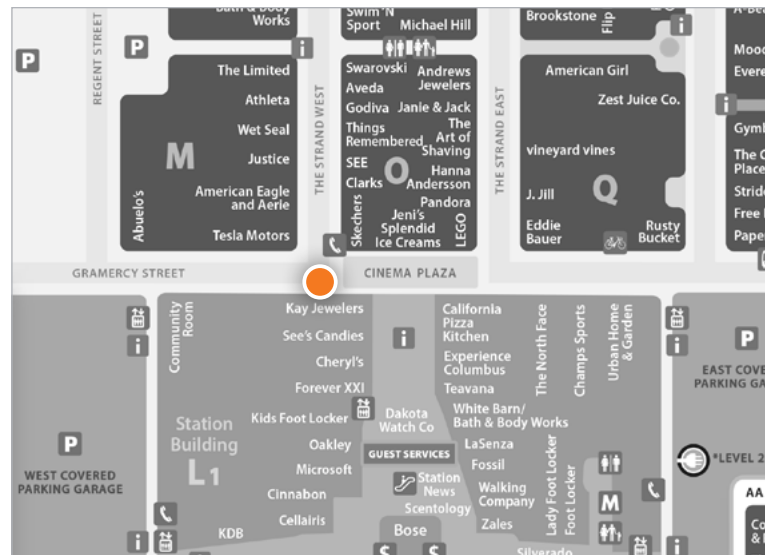 Bath & Body
Works
REGENT STREET
P
P
i
The Limited
Athleta
Wet Seal
Justice
American Eagle
and Aerie
Tesla Motors
M
Abuelo's
THE STRAND WEST
Swim 'N
Sport
Michael Hill
Swarovski
Aveda
Godiva
Things
Remembered
SEE
Clarks
Skechers
Andrews
Jewelers
Janie & Jack
The
Art of
Shaving
Hanna
Andersson
Pandora
Jeni's
Splendid
Ice Creams
LEGO
O
THE STRAND EAST
Brookstone
Flip
i
American Girl
Zest Juice Co.
vineyard vines
J. Jill
Eddie
Bauer
Rusty
Bucket
Q
i
Mood
Evere
Gymb
The C
Place
Stride
Free
Paper
GRAMERCY STREET
CINEMA PLAZA
Community
Room
i
Kay Jewelers
See's Candies
Cheryl's
Forever XXI
Kids Foot Locker
Oakley
Microsoft
Cinnabon
Cellairis
KDB
Station
Building
L1
P
WEST COVERED
PARKING GARAGE
i
i
Dakota
Watch Co
GUEST SERVICES
Station
News
Scentology
Bose
$ $
California
Pizza
Kitchen
Experience
Columbus
Teavana
White Barn/
Bath & Body Works
LaSenza
Fossil
Walking
Company
Zales
The North Face
Champs Sports
Urban Home
& Garden
Lady Foot Locker
Foot Locker
M
Silverado
i
P
EAST COVE
PARKING GA
*LEVEL 2
AA
Co
&
i